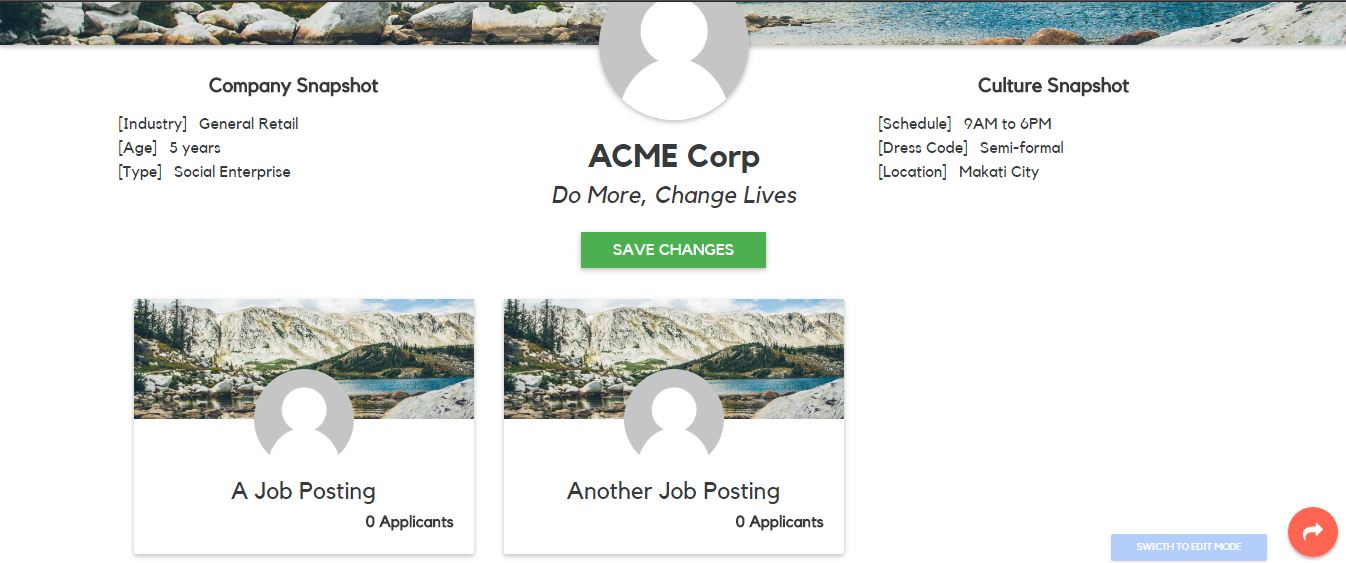 Company Snapshot
[Industry] General Retail
[Age] 5 years
[Type] Social Enterprise
ACME Corp
Do More, Change Lives
SAVE CHANGES
Culture Snapshot
[Schedule] 9AM to 6PM
[Dress Code] Semi-formal
[Location] Makati City
A Job Posting
0 Applicants
Another Job Posting
0 Applicants
SWICTH TO EDIT MODE